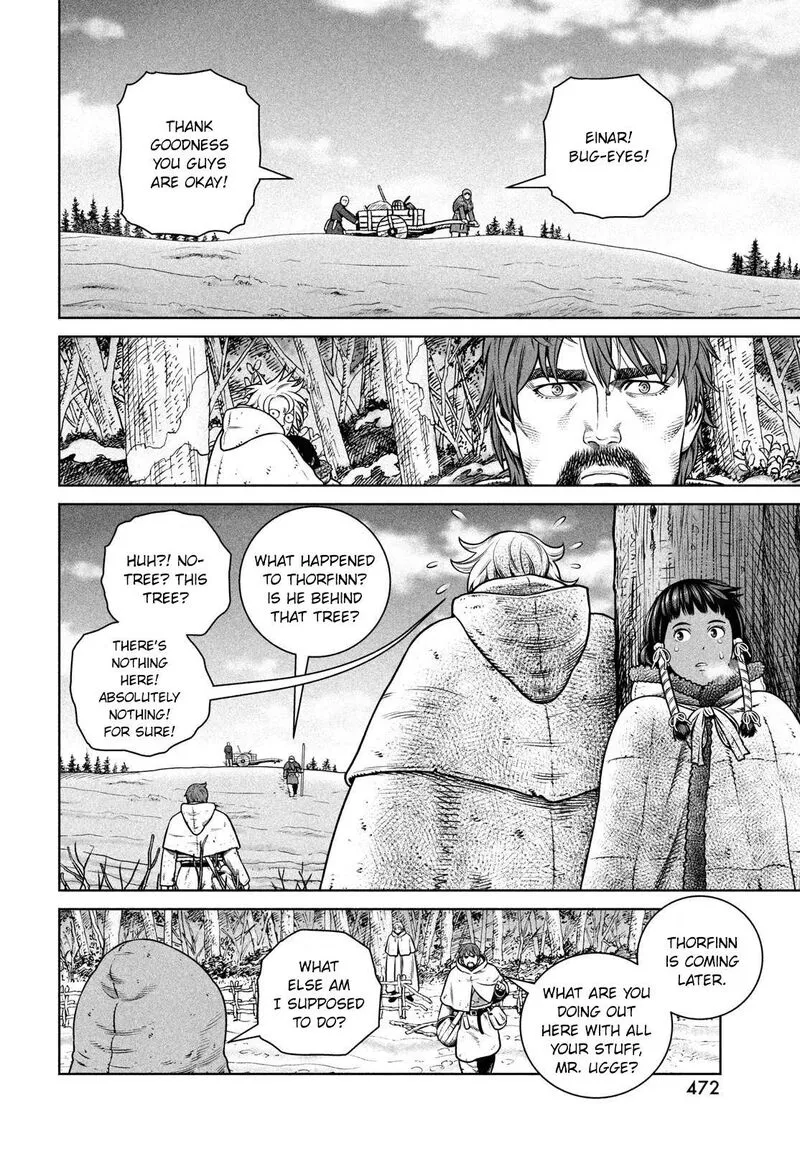 EINAR!
BUG-EYES!
THANK
GOODNESS
YOU GUYS
ARE OKAY!
WHAT HAPPENED
TO THORFINN?
IS HE BEHIND
THAT TREE?
HUH?! NO-
TREE? THIS
TREE?
THERE'S
NOTHING
HERE!
ABSOLUTELY
NOTHING!
FOR SURE!
THORFINN
IS COMING
LATER.
WHAT ARE YOU
DOING OUT
HERE WITH ALL
YOUR STUFF,
MR. UGGE?
WHAT
ELSE AM
I SUPPOSED
TO DO?
472